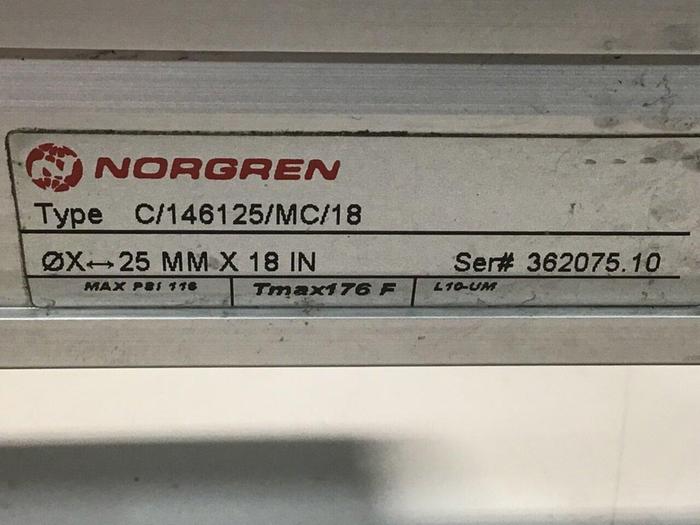 NORGREN
Type C/146125/MC/18
ØX↔25 MM X 18 IN Ser# 362075.10
MAX PSI 116 Tmax176 F L10-UM